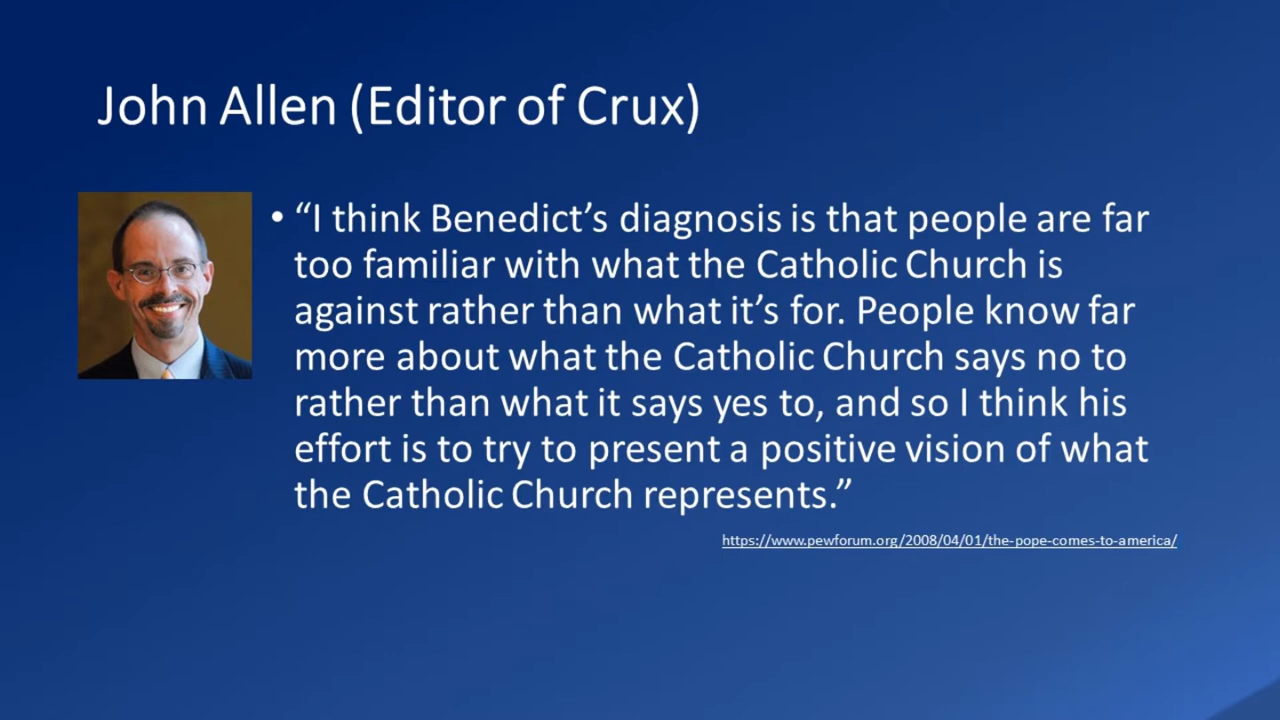 John Allen (Editor of Crux)
• “I think Benedict’s diagnosis is that people are far
too familiar with what the Catholic Church is
against rather than what it’s for. People know far
more about what the Catholic Church says no to
rather than what it says yes to, and so I think his
effort is to try to present a positive vision of what
the Catholic Church represents.”
https://www.pewforum.org/2008/04/01/the-pope-comes-to-america/